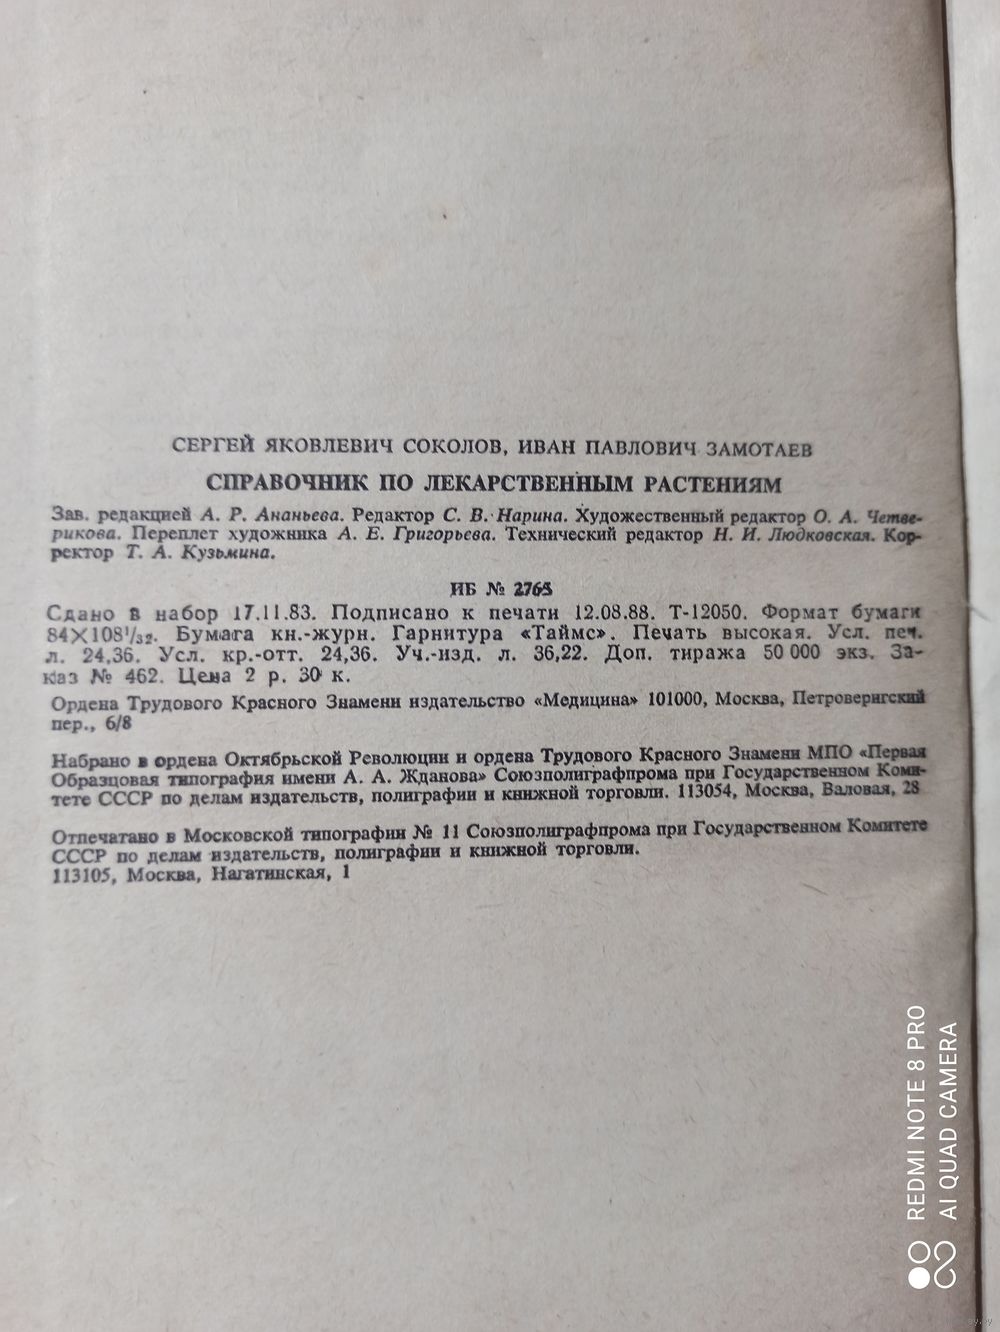 СЕРГЕЙ ЯКОВЛЕВИЧ СОКОЛОВ, ИВАН ПАВЛОВИЧ ЗАМОТАЕВ
СПРАВОЧНИК ПО ЛЕКАРСТВЕННЫМ РАСТЕНИЯМ
Зав. редакцией А. Р. Ананьева. Редактор С. В. Нарина. Художественный редактор О. А. Четве-
рикова. Переплет художника А. Е. Григорьева. Технический редактор Н. И. Людковская. Кор-
ректор Т. А. Кузьмина.
ИБ № 2765
Сдано в набор 17.11.83. Подписано к печати 12.08.88. Т-12050. Формат бумаги
84×108¹/₃₂. Бумага кн.-журн. Гарнитура «Таймс». Печать высокая. Усл. печ.
л. 24,36. Усл. кр.-отт. 24,36. Уч.-изд. л. 36,22. Доп. тиража 50 000 экз. За-
каз № 462. Цена 2 р. 30 к.
Ордена Трудового Красного Знамени издательство «Медицина» 101000, Москва, Петроверигский
пер., 6/8
Набрано в ордена Октябрьской Революции и ордена Трудового Красного Знамени МПО «Первая
Образцовая типография имени А. А. Жданова» Союзполиграфпрома при Государственном Коми-
тете СССР по делам издательств, полиграфии и книжной торговли. 113054, Москва, Валовая, 28
Отпечатано в Московской типографии № 11 Союзполиграфпрома при Государственном Комитете
СССР по делам издательств, полиграфии и книжной торговли.
113105, Москва, Нагатинская, 1
REDMI NOTE 8 PRO
AI QUAD CAMERA